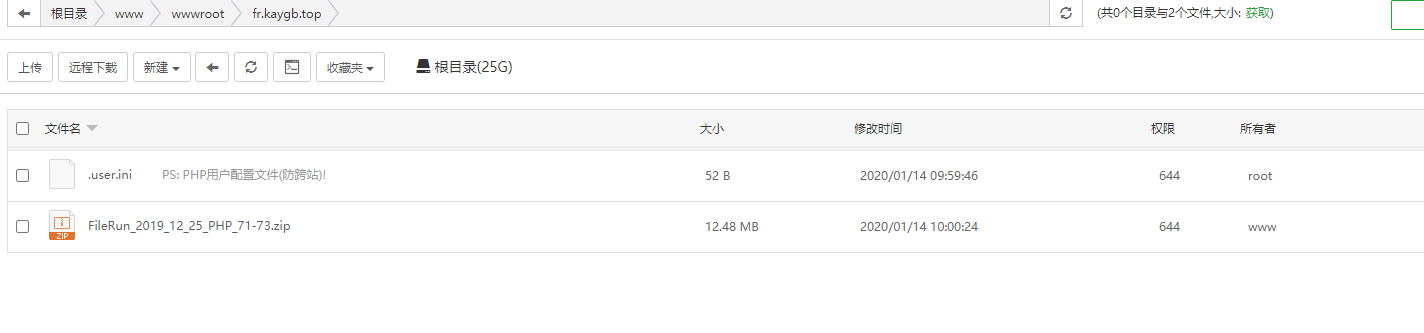 根目录 www wwwroot fr.kaygb.top (共0个目录与2个文件,大小: 获取)
上传 远程下载 新建 收藏夹 根目录(25G)
文件名 大小 修改时间 权限 所有者
.user.ini PS: PHP用户配置文件(防跨站)! 52 B 2020/01/14 09:59:46 644 root
ZIP FileRun_2019_12_25_PHP_71-73.zip 12.48 MB 2020/01/14 10:00:24 644 www